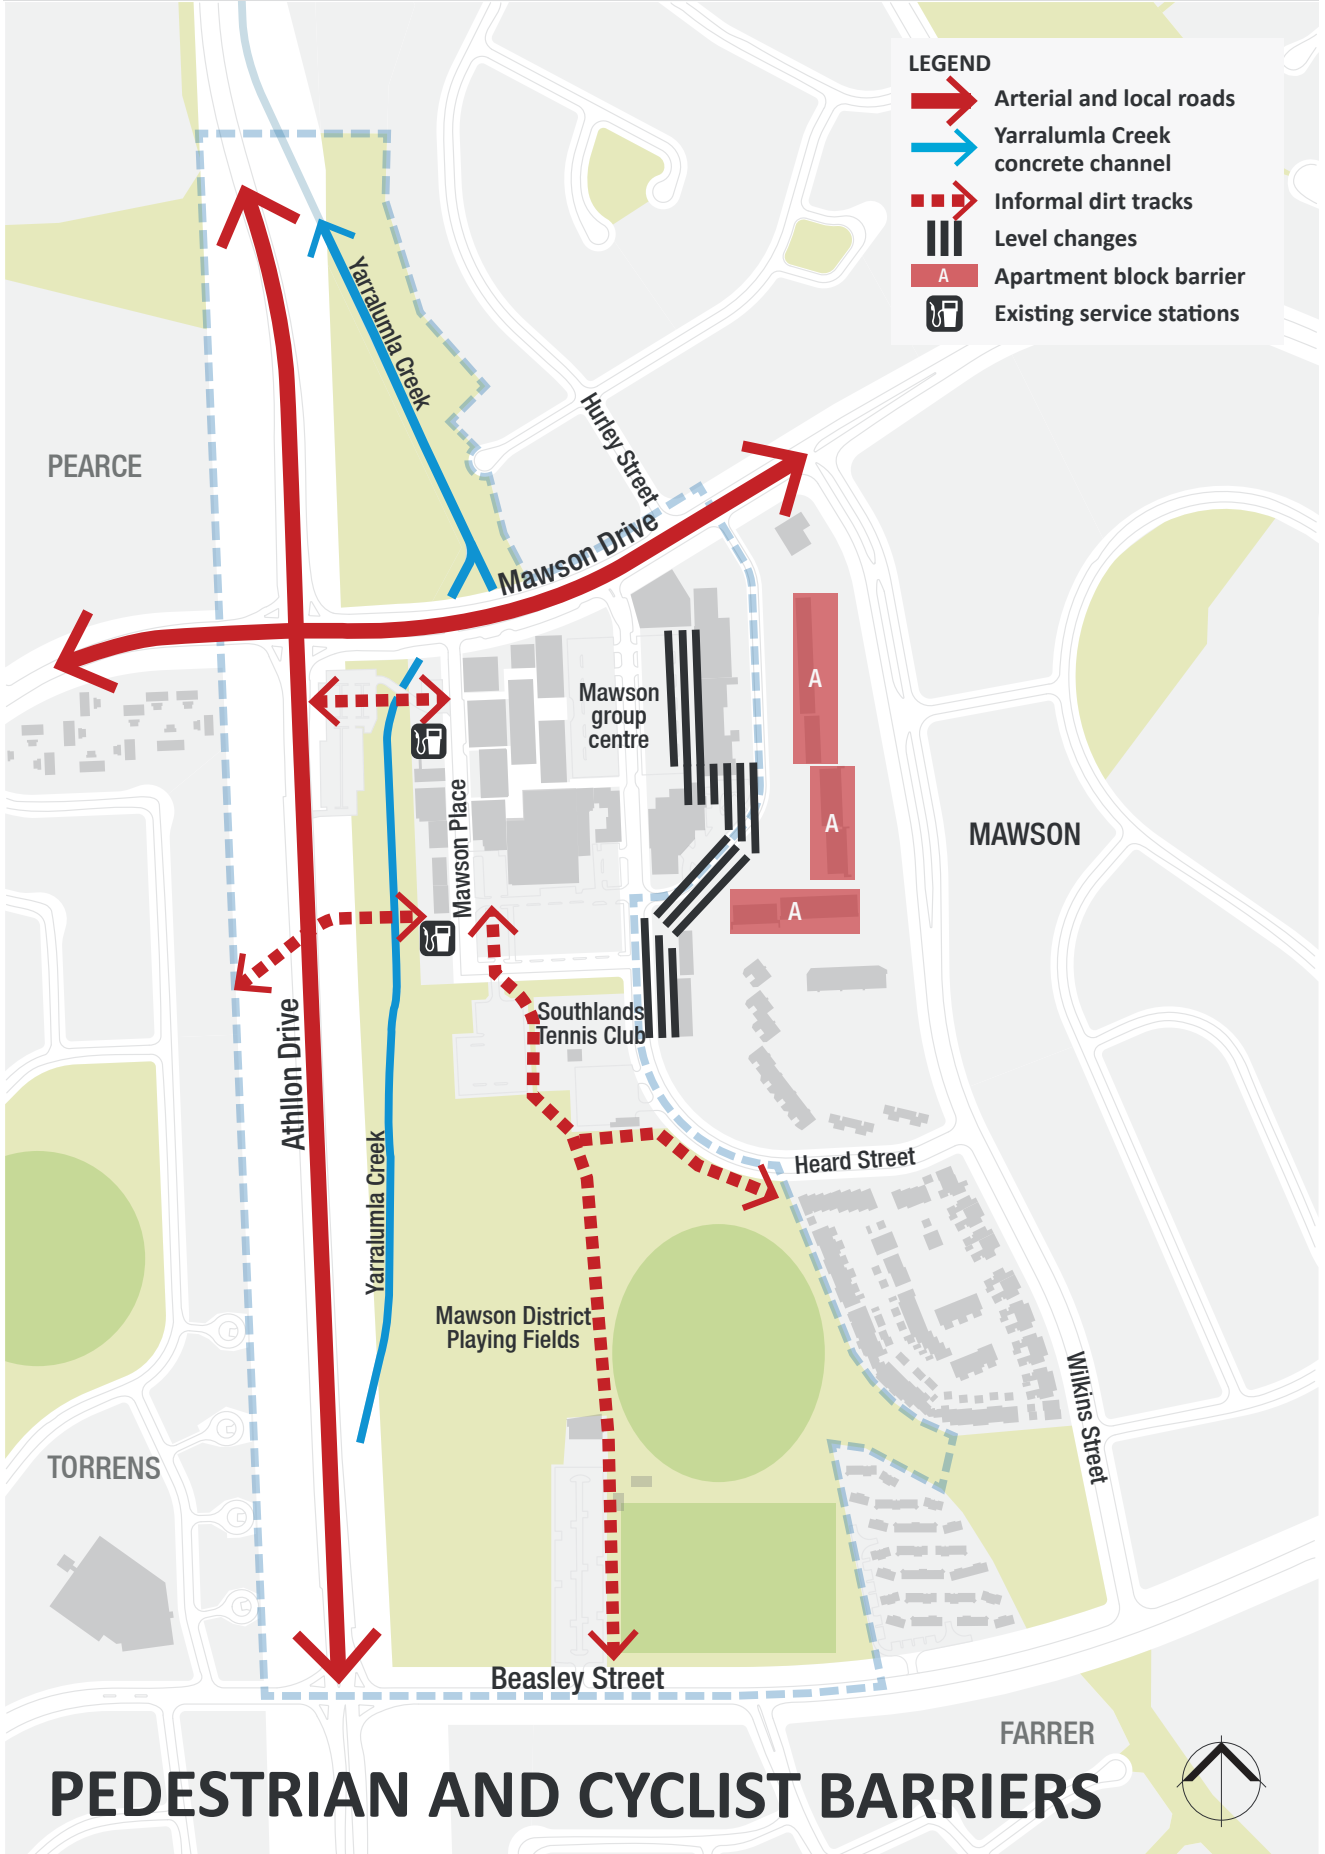 LEGEND
Arterial and local roads
Yarralumla Creek
concrete channel
Informal dirt tracks
Level changes
A
Apartment block barrier
Existing service stations
Yarralumla Creek
Hurley Street
PEARCE
Mawson Drive
Mawson
group
centre
A
Mawson Place
A
MAWSON
A
Athllon Drive
Southlands
Tennis Club
Yarralumla Creek
Heard Street
Mawson District
Playing Fields
Wilkins Street
TORRENS
Beasley Street
FARRER
PEDESTRIAN AND CYCLIST BARRIERS